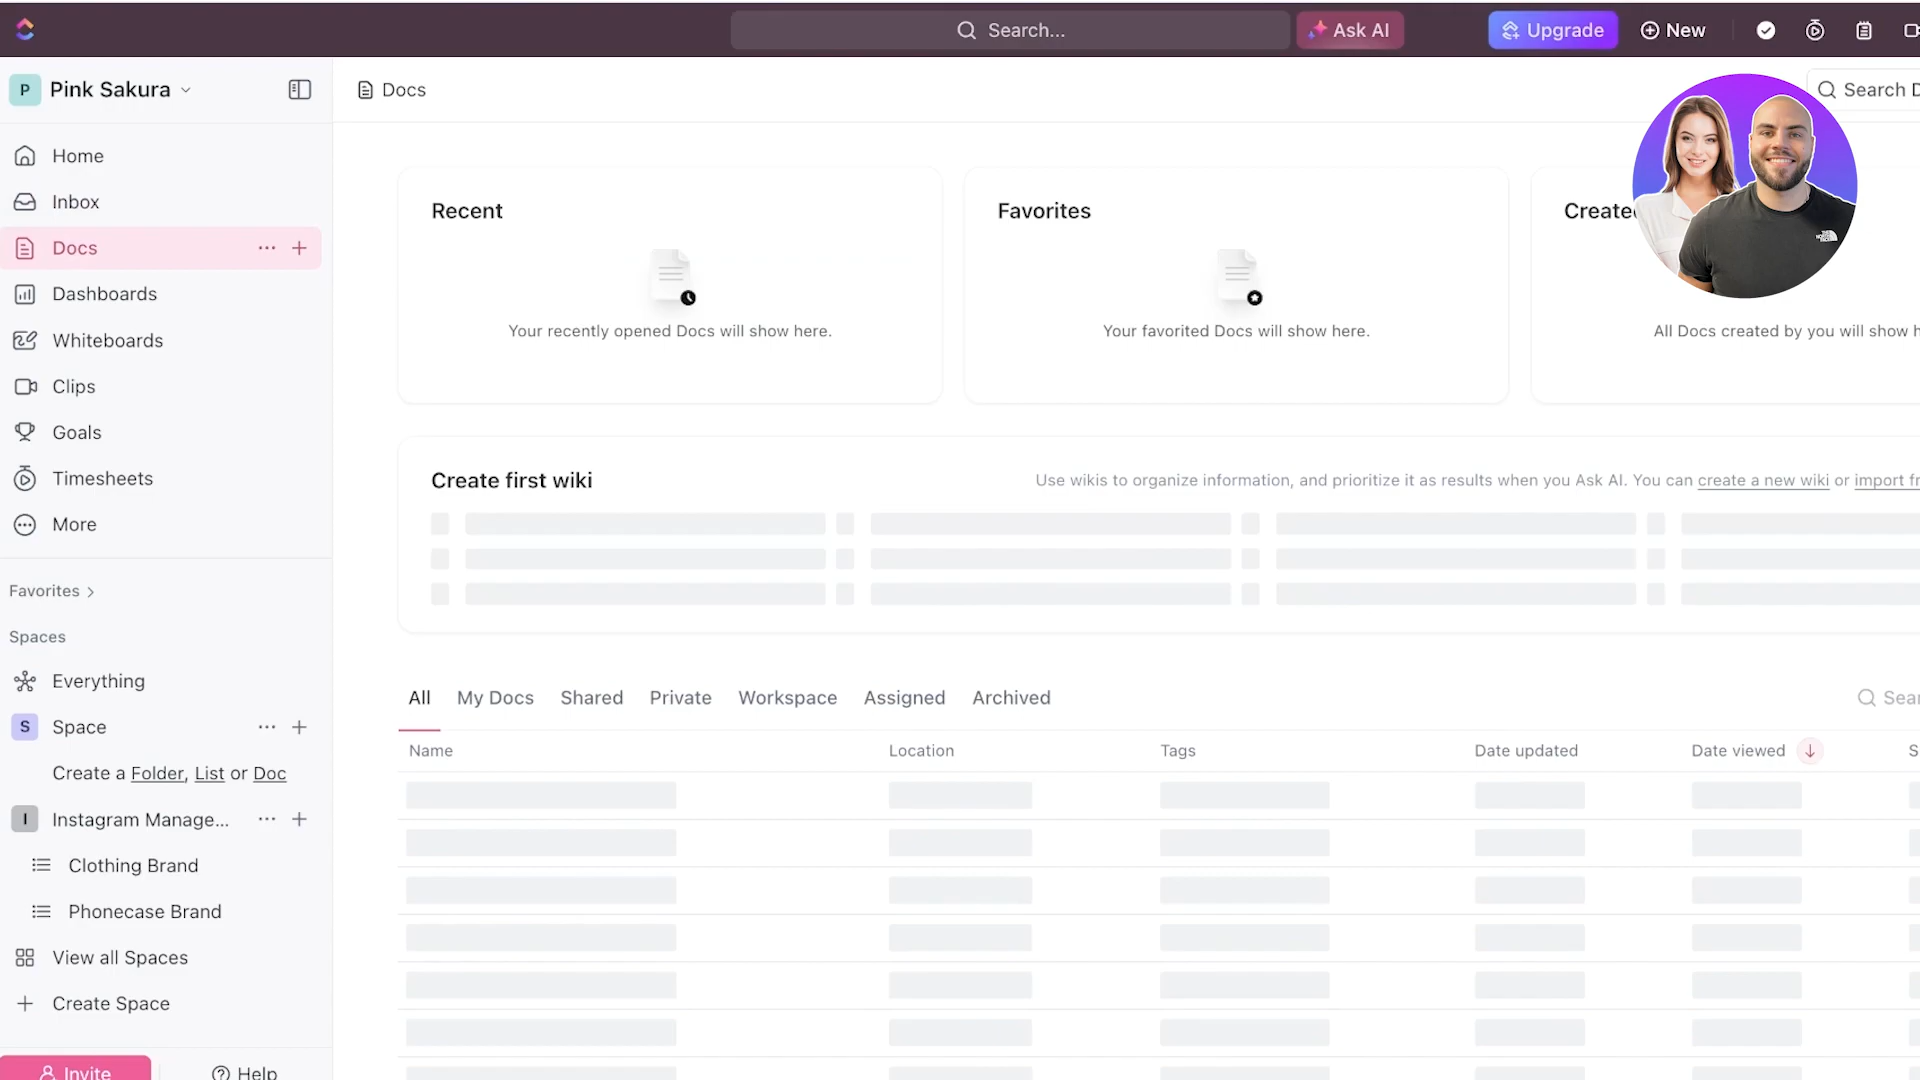 Search...
Ask AI
Upgrade
New
P
Pink Sakura
Docs
Search D
Home
Inbox
Docs
Dashboards
Whiteboards
Clips
Goals
Timesheets
More
Favorites
Spaces
Everything
S
Space
Create a Folder, List or Doc
I
Instagram Manage...
Clothing Brand
Phonecase Brand
View all Spaces
Create Space
Invite
Help
Recent
Your recently opened Docs will show here.
Favorites
Your favorited Docs will show here.
Create
All Docs created by you will show h
THE NORTH FACE
Create first wiki
Use wikis to organize information, and prioritize it as results when you Ask AI. You can create a new wiki or import fr
All
My Docs
Shared
Private
Workspace
Assigned
Archived
Sear
Name
Location
Tags
Date updated
Date viewed
S